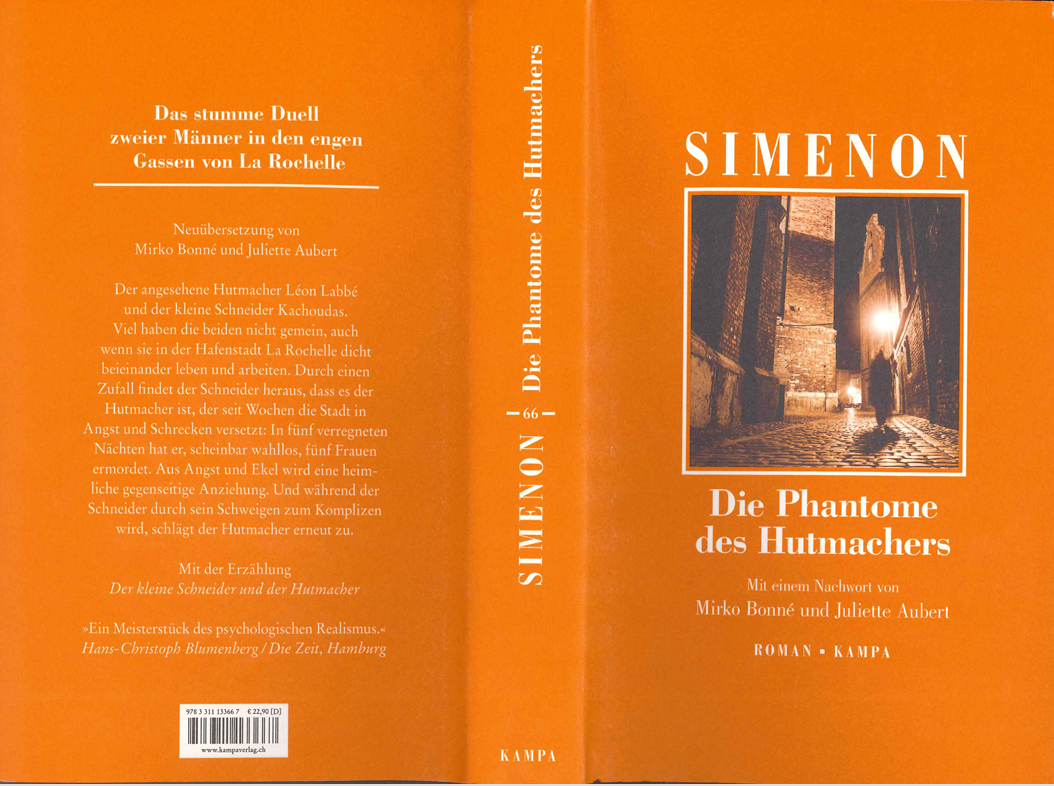 Das stumme Duell
zweier Männer in den engen
Gassen von La Rochelle
Neuübersetzung von
Mirko Bonné und Juliette Aubert
Der angesehene Hutmacher Léon Labbé
und der kleine Schneider Kachoudas.
Viel haben die beiden nicht gemein, auch
wenn sie in der Hafenstadt La Rochelle dicht
beieinander leben und arbeiten. Durch einen
Zufall findet der Schneider heraus, dass es der
Hutmacher ist, der seit Wochen die Stadt in
Angst und Schrecken versetzt: In fünf verregneten
Nächten hat er, scheinbar wahllos, fünf Frauen
ermordet. Aus Angst und Ekel wird eine heim-
liche gegenseitige Anziehung. Und während der
Schneider durch sein Schweigen zum Komplizen
wird, schlägt der Hutmacher erneut zu.
Mit der Erzählung
Der kleine Schneider und der Hutmacher
»Ein Meisterstück des psychologischen Realismus.«
Hans-Christoph Blumenberg / Die Zeit, Hamburg
978 3 311 13366 7 € 22,90 [D]
www.kampaverlag.ch
SIMENON – 66 – Die Phantome des Hutmachers
KAMPA
SIMENON
Die Phantome
des Hutmachers
Mit einem Nachwort von
Mirko Bonné und Juliette Aubert
ROMAN ▪ KAMPA